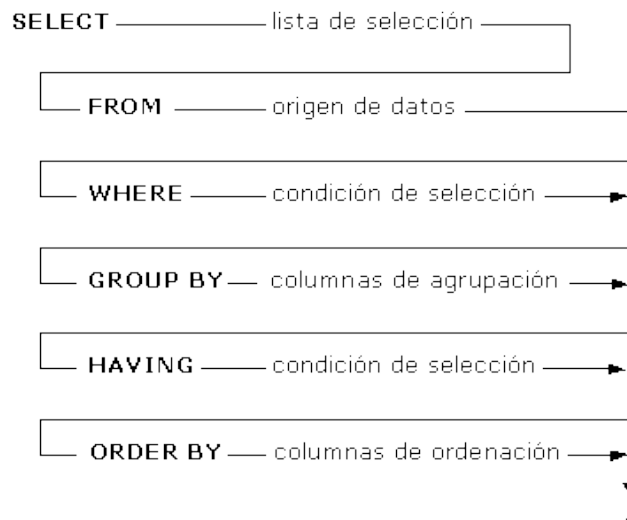 SELECT lista de selección
FROM origen de datos
WHERE condición de selección
GROUP BY columnas de agrupación
HAVING condición de selección
ORDER BY columnas de ordenación